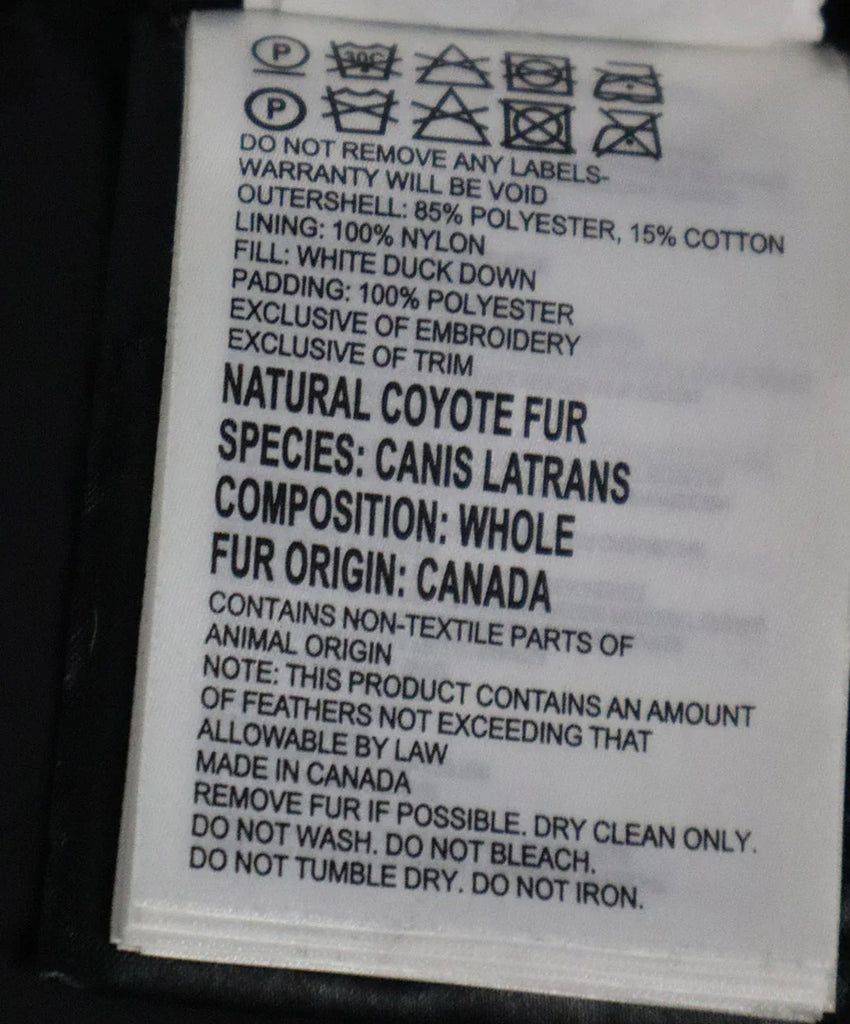 P 30C
P
DO NOT REMOVE ANY LABELS-
WARRANTY WILL BE VOID
OUTERSHELL: 85% POLYESTER, 15% COTTON
LINING: 100% NYLON
FILL: WHITE DUCK DOWN
PADDING: 100% POLYESTER
EXCLUSIVE OF EMBROIDERY
EXCLUSIVE OF TRIM
NATURAL COYOTE FUR
SPECIES: CANIS LATRANS
COMPOSITION: WHOLE
FUR ORIGIN: CANADA
CONTAINS NON-TEXTILE PARTS OF
ANIMAL ORIGIN
NOTE: THIS PRODUCT CONTAINS AN AMOUNT
OF FEATHERS NOT EXCEEDING THAT
ALLOWABLE BY LAW
MADE IN CANADA
REMOVE FUR IF POSSIBLE. DRY CLEAN ONLY.
DO NOT WASH. DO NOT BLEACH.
DO NOT TUMBLE DRY. DO NOT IRON.